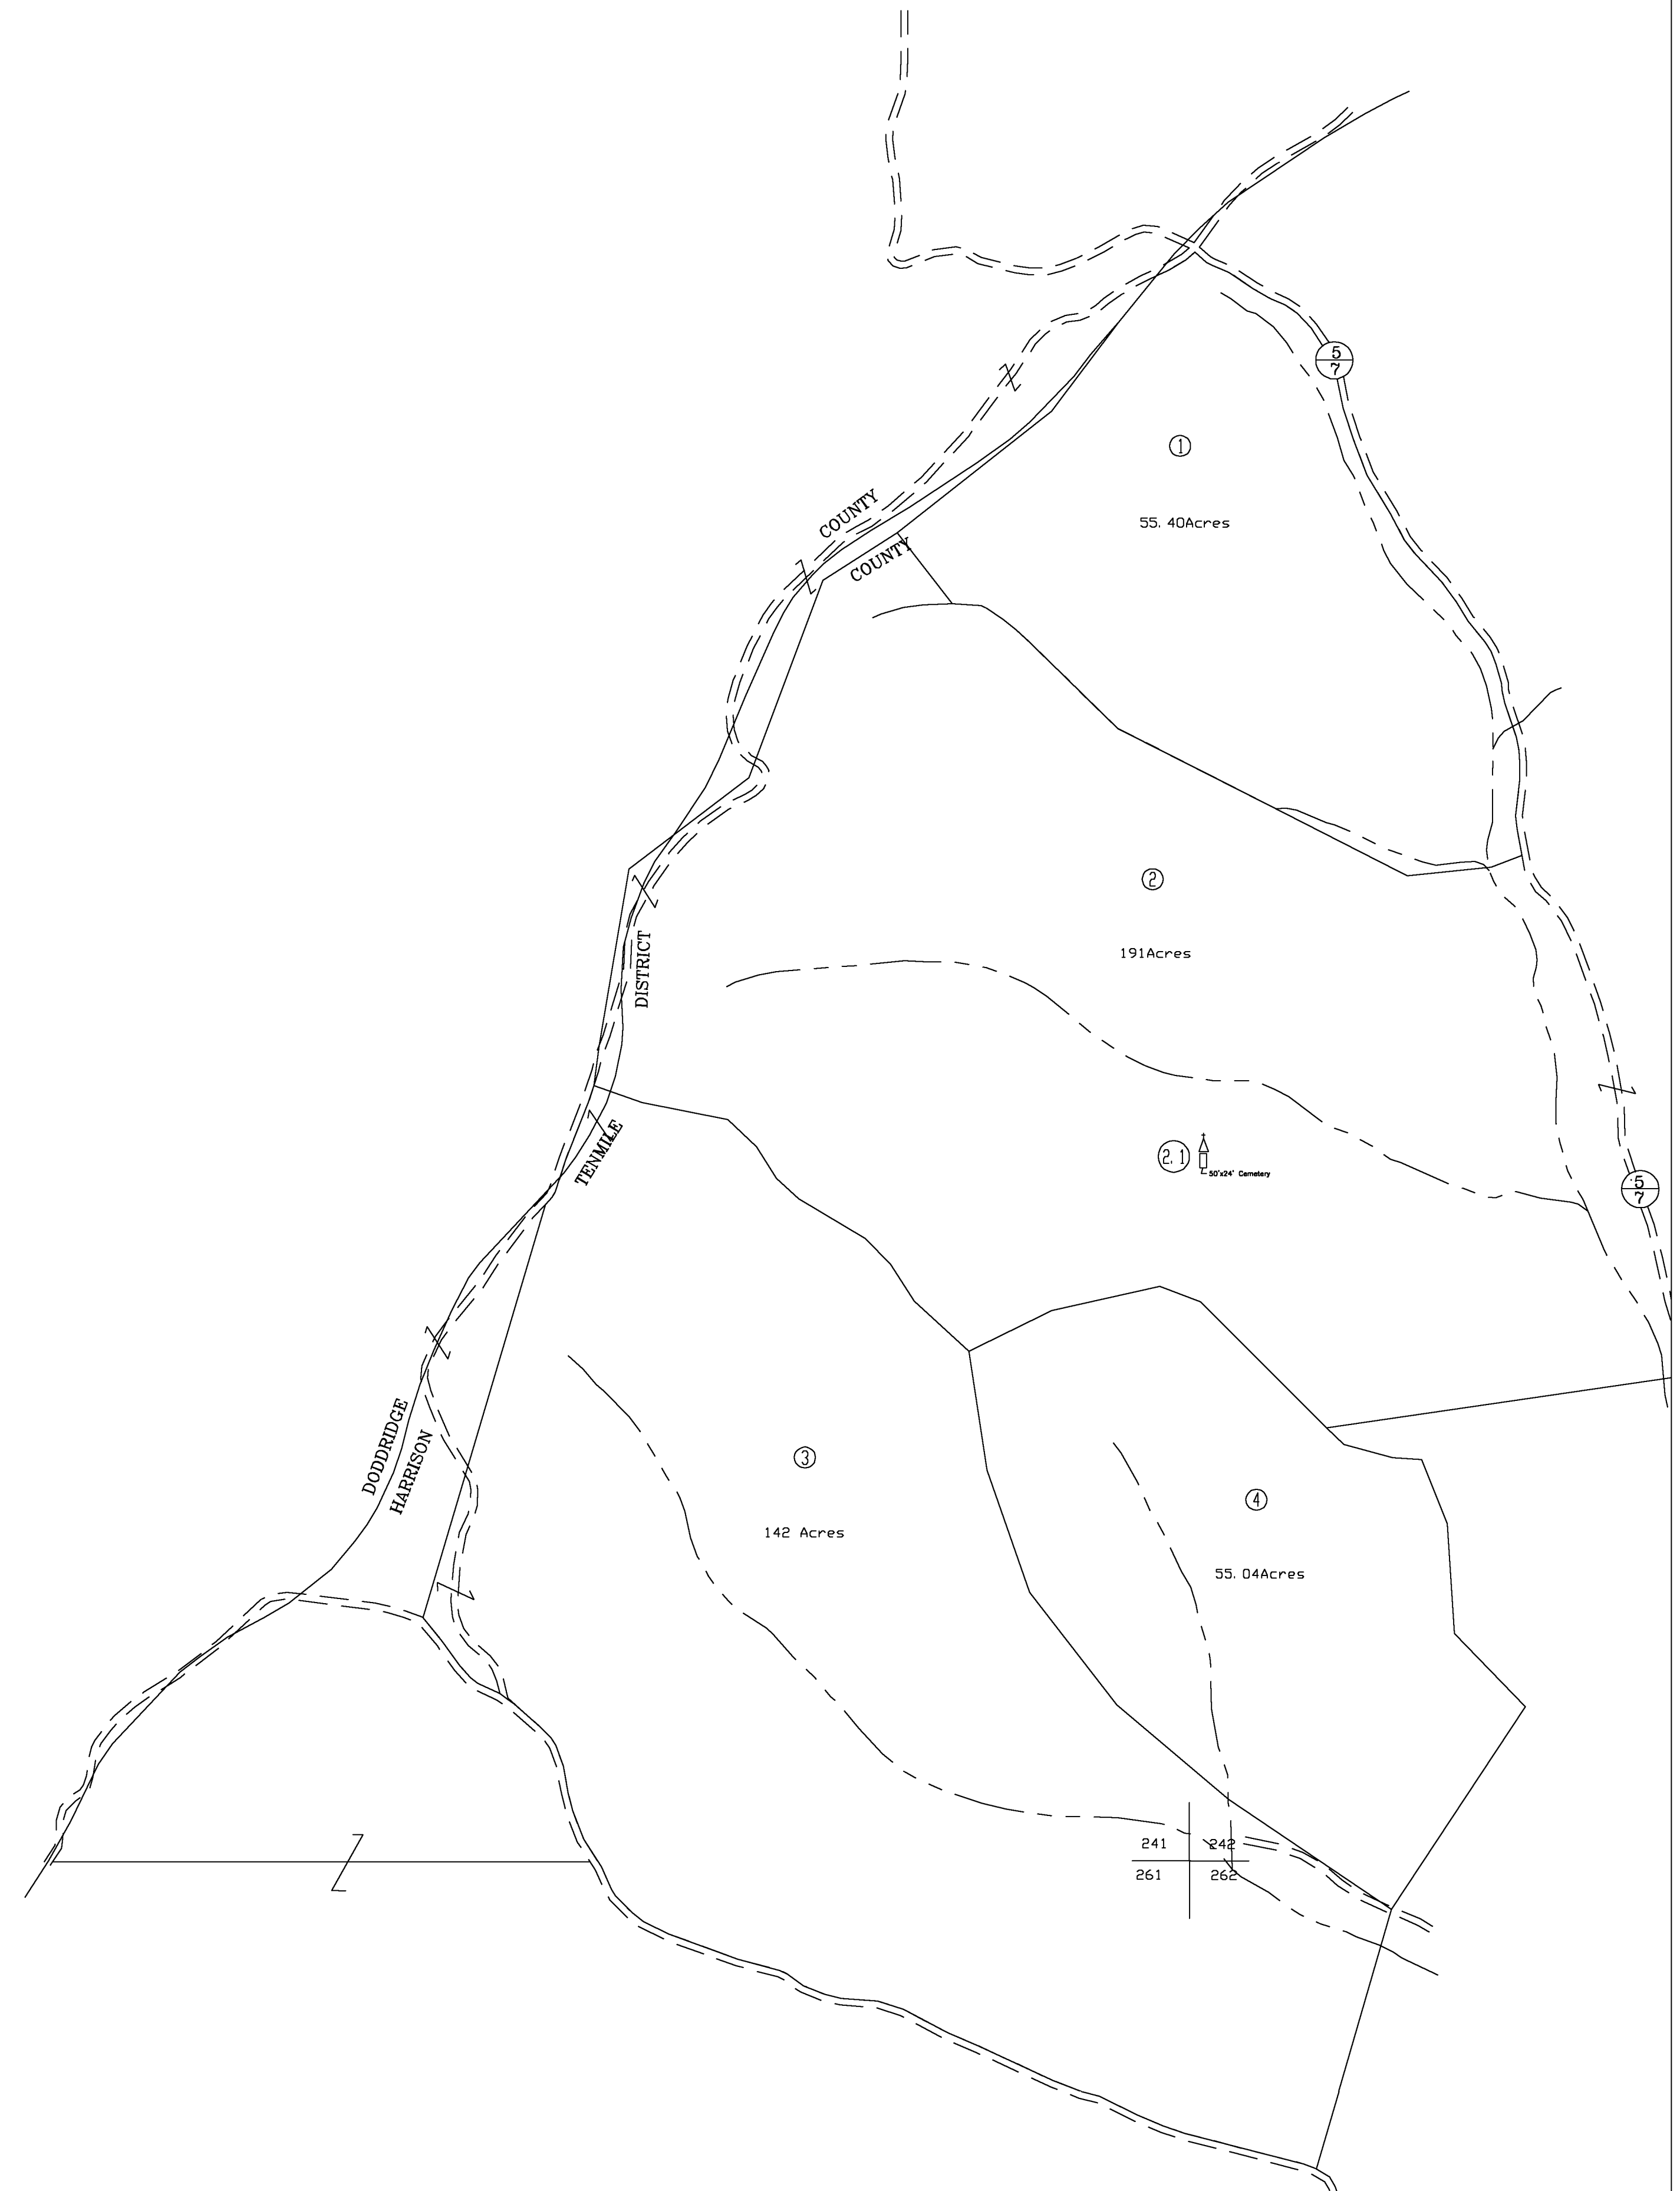 5
7
1
COUNTY
55.40Acres
COUNTY
2
DISTRICT
191Acres
TENMILE
2.1
50'x24' Cemetery
5
7
DODDRIDGE
HARRISON
3
4
142 Acres
55.04Acres
241 242
261 262